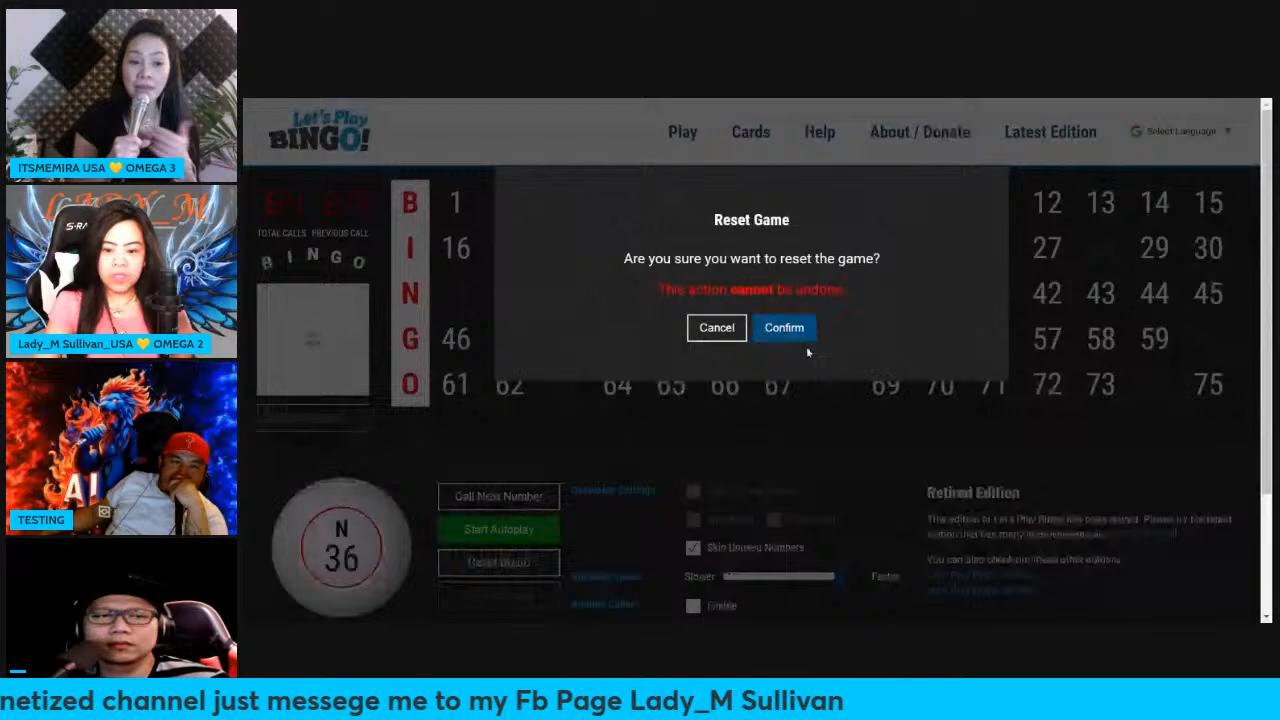 ITSMEMIRA USA 💛 OMEGA 3
LADY_M
S-RA
Lady_M Sullivan_USA 💛 OMEGA 2
AI
TESTING
Let's Play
BINGO!
Play Cards Help About / Donate Latest Edition Select Language
TOTAL CALLS PREVIOUS CALL
BINGO
B 1 12 13 14 15
I 16 27 29 30
N 42 43 44 45
G 46 57 58 59
O 61 62 64 65 66 67 69 70 71 72 73 75
Reset Game
Are you sure you want to reset the game?
This action cannot be undone.
Cancel Confirm
N
36
Call Next Number
Start Autoplay
Skip Unused Numbers
Slower Faster
Enable
Retired Edition
netized channel just messege me to my Fb Page Lady_M Sullivan